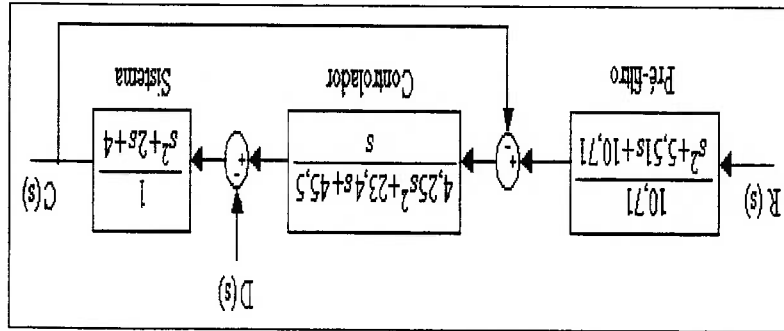 D(s)
R(s)
10,71
s²+5,51s+10,71
+
-
4,25s²+23,4s+45,5
s
-
+
1
s²+2s+4
C(s)
Pré-filtro
Controlador
Sistema